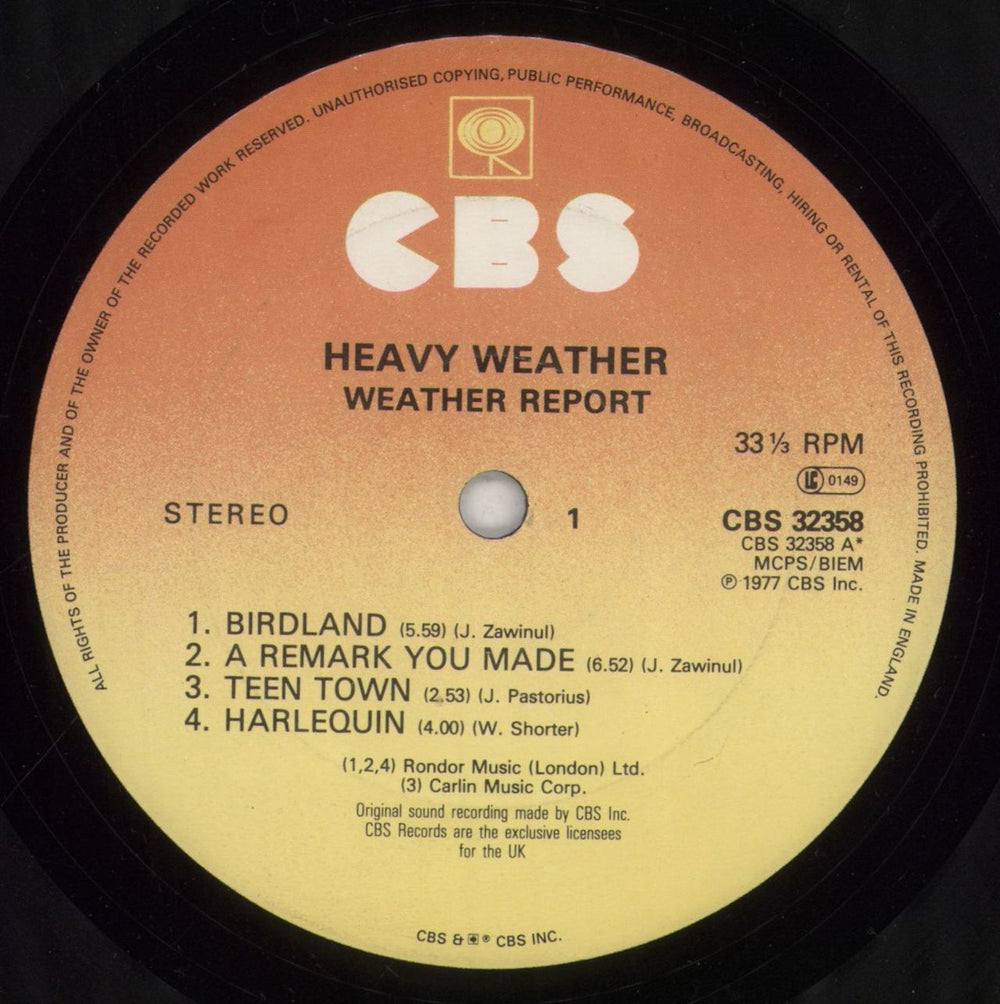 ALL RIGHTS OF THE PRODUCER AND OF THE OWNER OF THE RECORDED WORK RESERVED. UNAUTHORISED COPYING, PUBLIC PERFORMANCE, BROADCASTING, HIRING OR RENTAL OF THIS RECORDING PROHIBITED. MADE IN ENGLAND.
CBS
HEAVY WEATHER
WEATHER REPORT
33⅓ RPM
LC 0149
STEREO
1
CBS 32358
CBS 32358 A*
MCPS/BIEM
℗ 1977 CBS Inc.
1. BIRDLAND (5.59) (J. Zawinul)
2. A REMARK YOU MADE (6.52) (J. Zawinul)
3. TEEN TOWN (2.53) (J. Pastorius)
4. HARLEQUIN (4.00) (W. Shorter)
(1,2,4) Rondor Music (London) Ltd.
(3) Carlin Music Corp.
Original sound recording made by CBS Inc.
CBS Records are the exclusive licensees
for the UK
CBS & ® CBS INC.